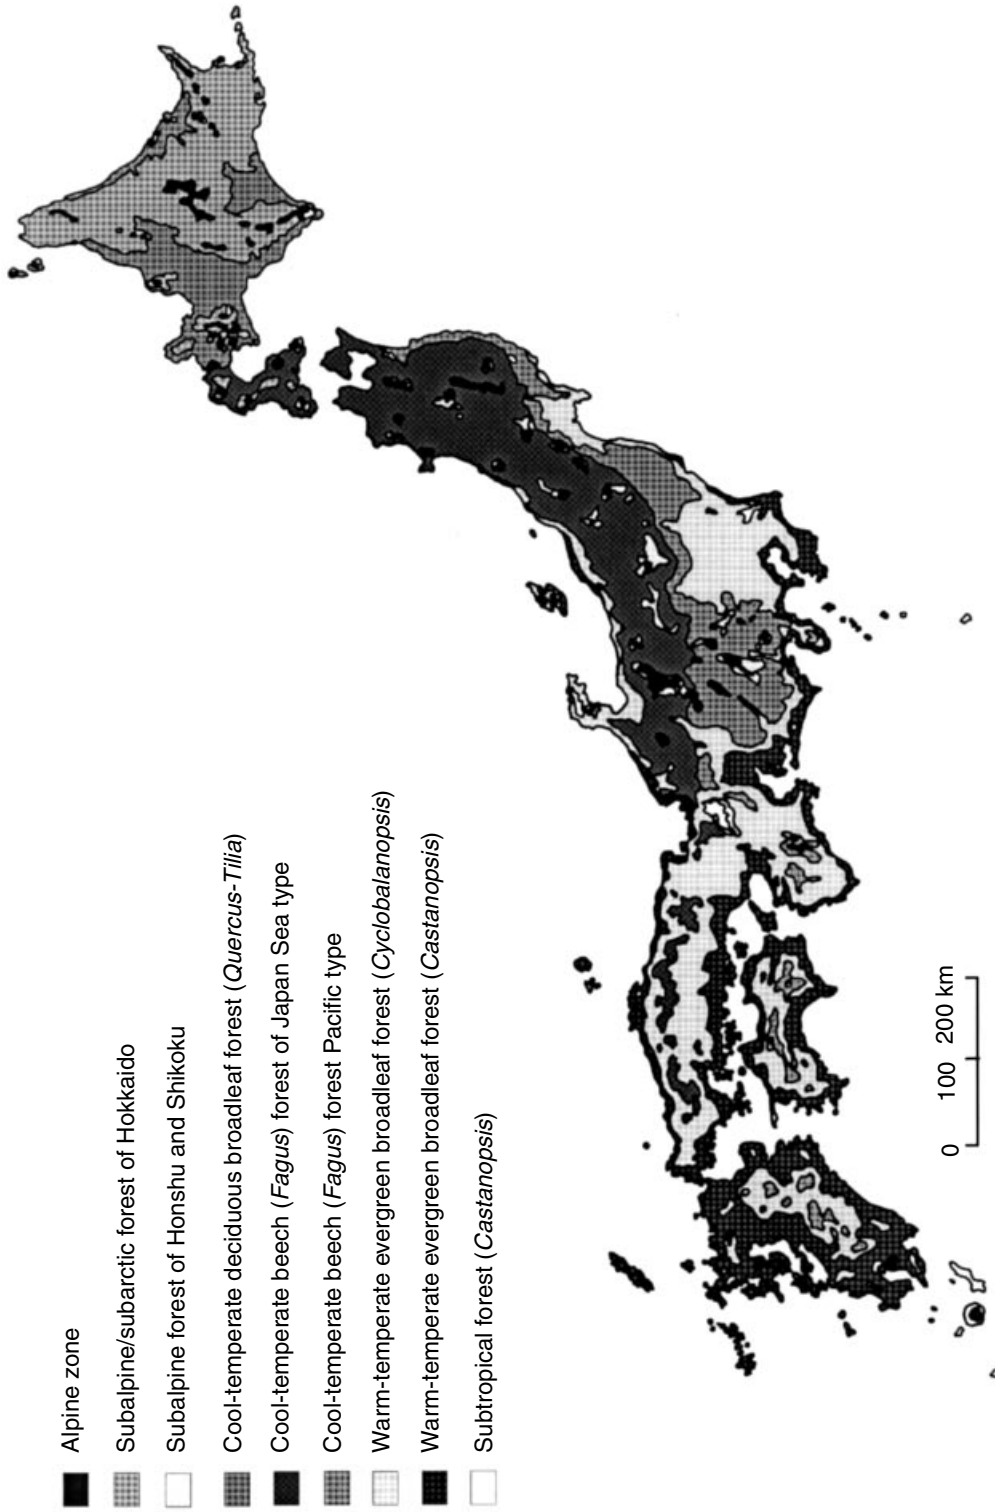 Alpine zone
Subalpine/subarctic forest of Hokkaido
Subalpine forest of Honshu and Shikoku
Cool-temperate deciduous broadleaf forest (Quercus-Tilia)
Cool-temperate beech (Fagus) forest of Japan Sea type
Cool-temperate beech (Fagus) forest Pacific type
Warm-temperate evergreen broadleaf forest (Cyclobalanopsis)
Warm-temperate evergreen broadleaf forest (Castanopsis)
Subtropical forest (Castanopsis)
0 100 200 km